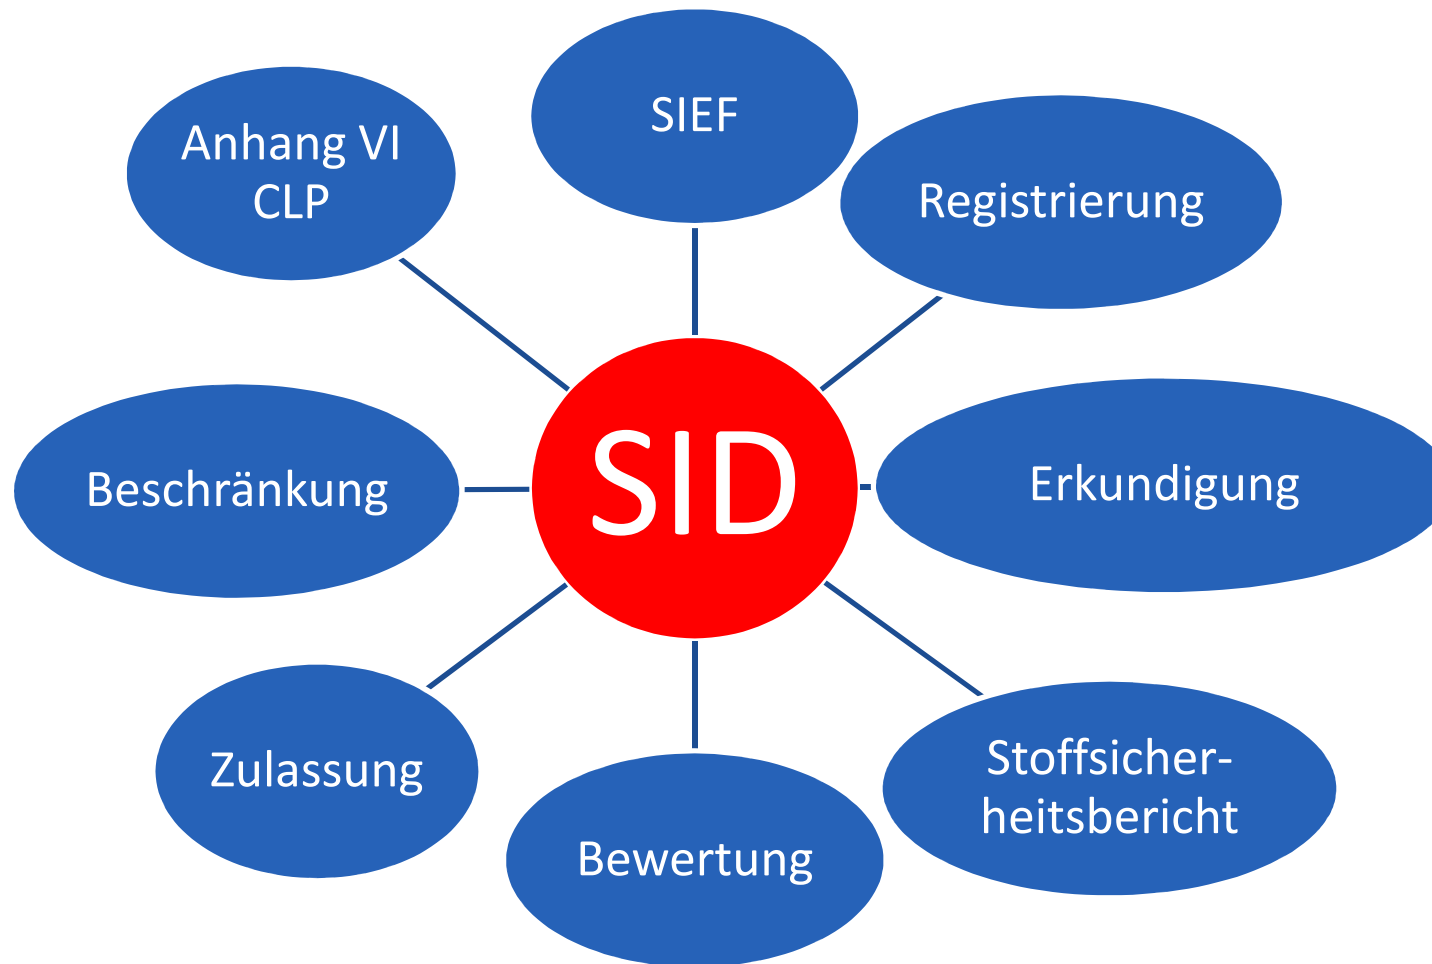 SIEF
Anhang VI
CLP
Registrierung
Beschränkung
SID
Erkundigung
Zulassung
Stoffsicher-
heitsbericht
Bewertung